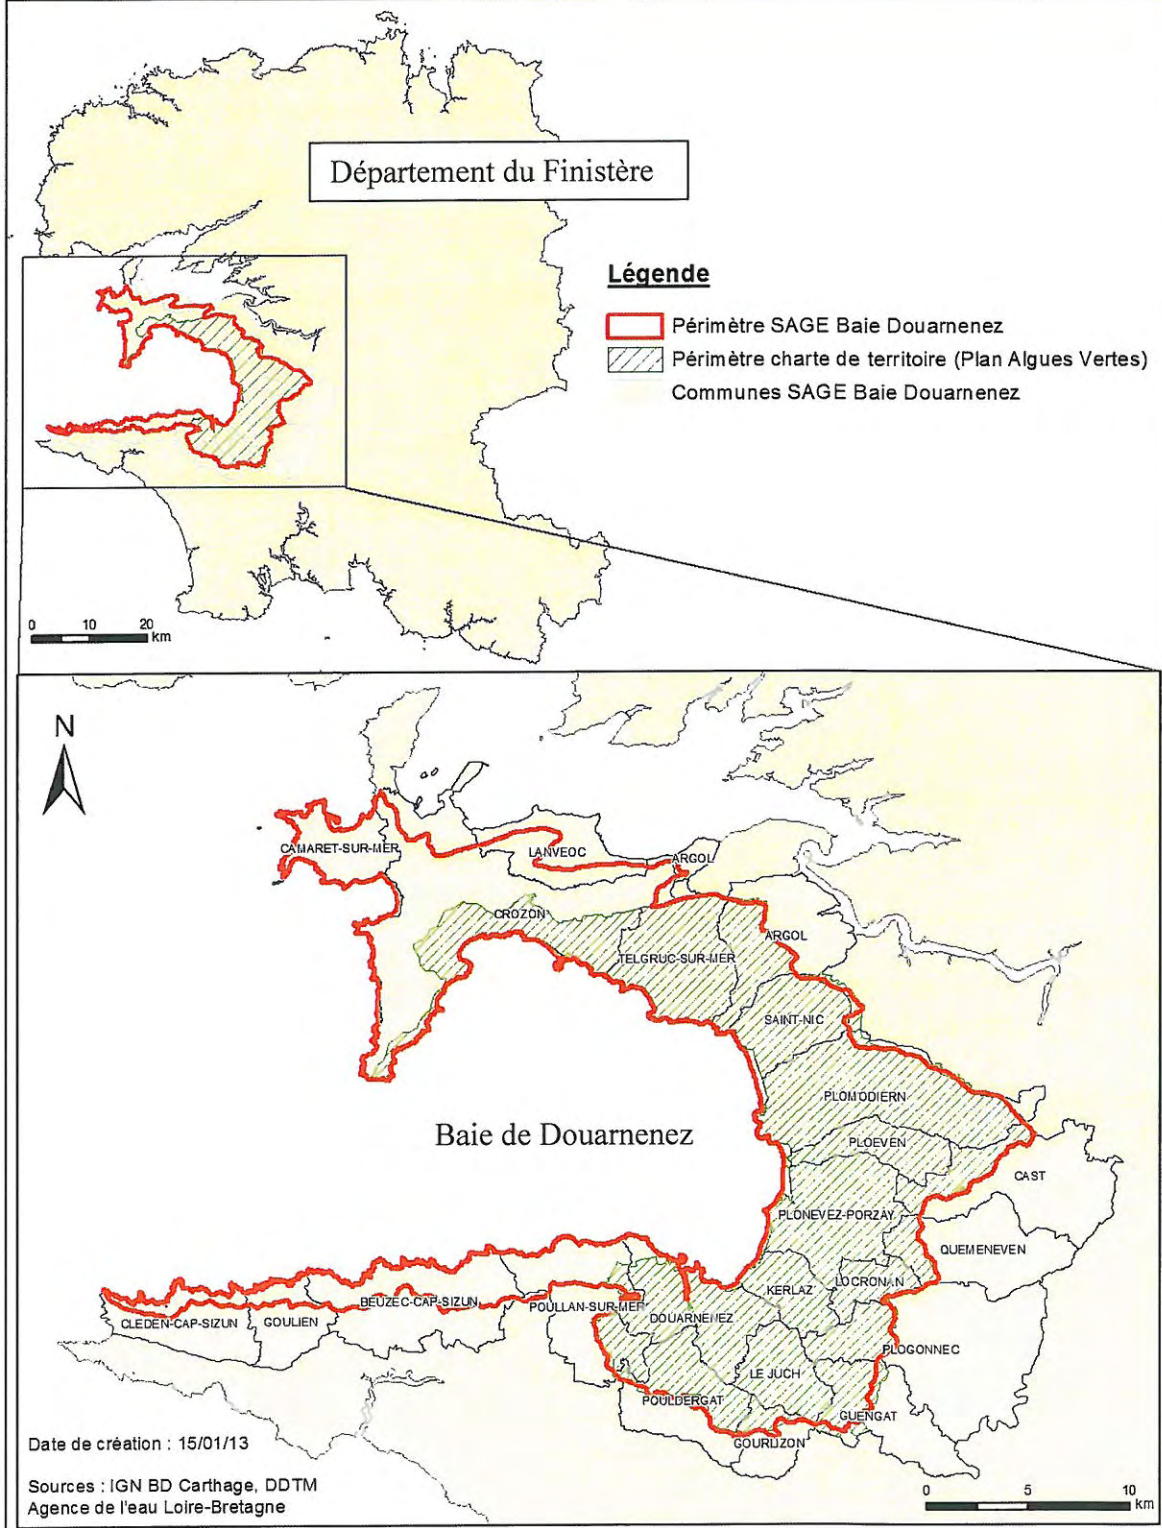 Département du Finistère
Légende
Périmètre SAGE Baie Douarnenez
Périmètre charte de territoire (Plan Algues Vertes)
Communes SAGE Baie Douarnenez
0 10 20
km
N
CAMARET-SUR-MER
LANVEOC
ARGOL
CROZON
ARGOL
TELGRUC-SUR-MER
SAINT-NIC
PLOMODIERN
Baie de Douarnenez
PLOEVEN
CAST
PLONEVEZ-PORZAY
QUEMENEVEN
LOCRONAN
KERLAZ
BEUZEC-CAP-SIZUN
POULLAN-SUR-MER
CLEDEN-CAP-SIZUN
GOULIEN
DOUARNENEZ
PLOGONNEC
LE JUCH
POULDERGAT
GUENGAT
GOURLIZON
Date de création : 15/01/13
Sources : IGN BD Carthage, DDTM
Agence de l'eau Loire-Bretagne
0 5 10
km